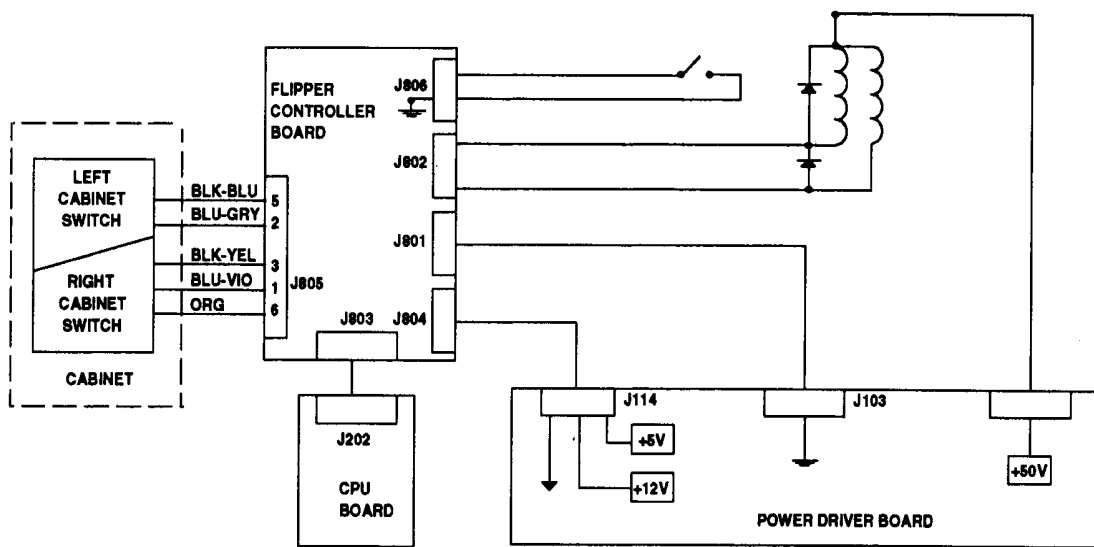 FLIPPER
CONTROLLER
BOARD
J806
J802
J801
J804
J803
J805
LEFT
CABINET
SWITCH
RIGHT
CABINET
SWITCH
CABINET
BLK-BLU
5
BLU-GRY
2
BLK-YEL
3
BLU-VIO
1
ORG
6
J202
CPU
BOARD
J114
J103
+5V
+12V
+50V
POWER DRIVER BOARD